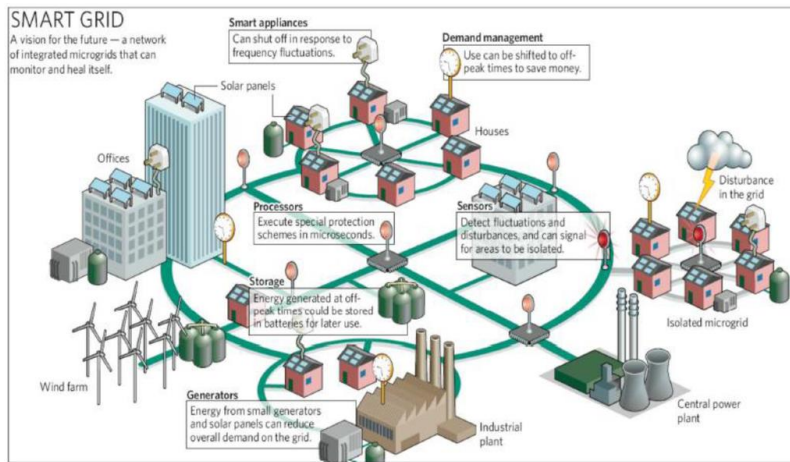 SMART GRID
A vision for the future — a network
of integrated microgrids that can
monitor and heal itself.
Smart appliances
Can shut off in response to
frequency fluctuations.
Demand management
Use can be shifted to off-
peak times to save money.
Solar panels
Houses
Offices
Disturbance
in the grid
Processors
Execute special protection
schemes in microseconds.
Sensors
Detect fluctuations and
disturbances, and can signal
for areas to be isolated.
Storage
Energy generated at off-
peak times could be stored
in batteries for later use.
Isolated microgrid
Wind farm
Generators
Energy from small generators
and solar panels can reduce
overall demand on the grid.
Industrial
plant
Central power
plant